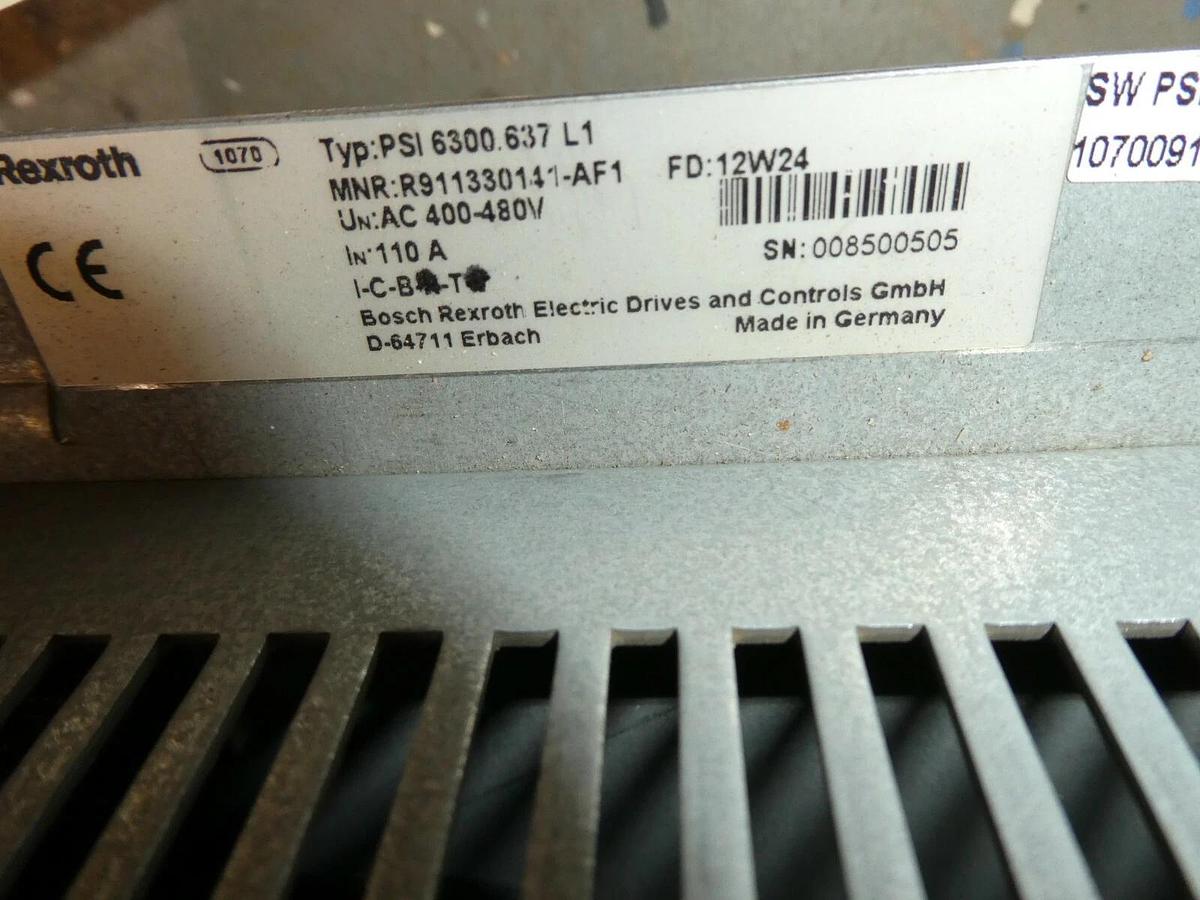 Rexroth
1070
Typ:PSI 6300.637 L1
MNR:R911330141-AF1
FD:12W24
UN:AC 400-480V
IN:110 A
SN:008500505
I-C-B
-T
Bosch Rexroth Electric Drives and Controls GmbH
D-64711 Erbach
Made in Germany
CE
SW PS
1070091